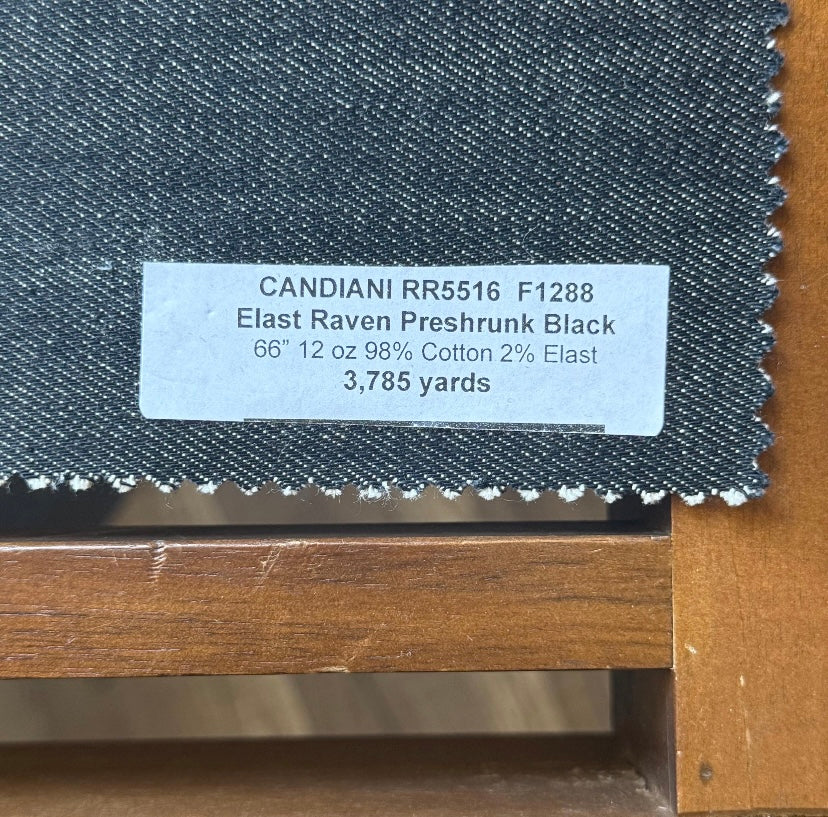 CANDIANI RR5516 F1288
Elast Raven Preshrunk Black
66” 12 oz 98% Cotton 2% Elast
3,785 yards